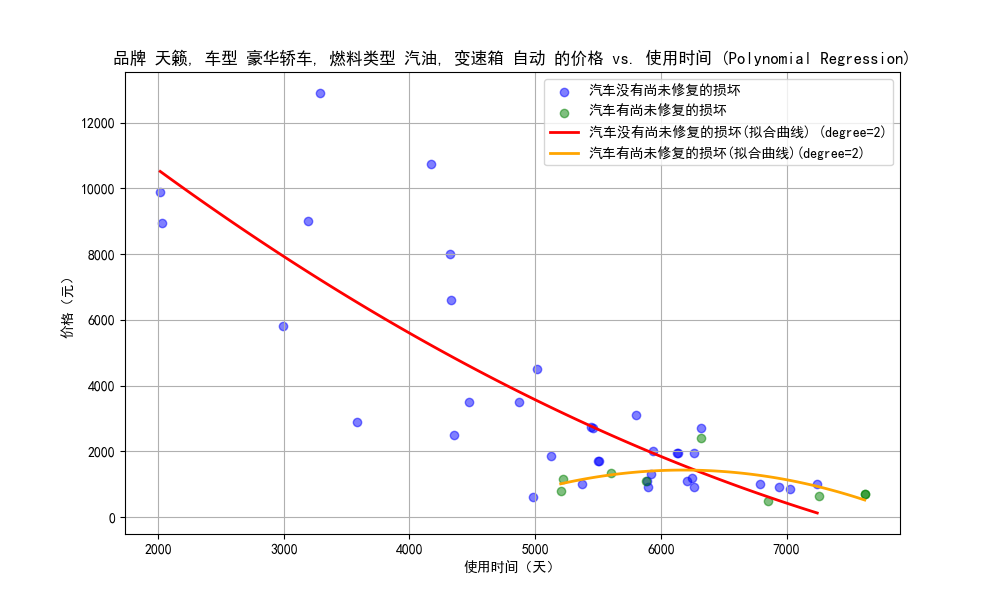 品牌 天籁, 车型 豪华轿车, 燃料类型 汽油, 变速箱 自动 的价格 vs. 使用时间 (Polynomial Regression)
汽车没有尚未修复的损坏
汽车有尚未修复的损坏
汽车没有尚未修复的损坏(拟合曲线) (degree=2)
汽车有尚未修复的损坏(拟合曲线)(degree=2)
价格（元）
12000
10000
8000
6000
4000
2000
0
2000 3000 4000 5000 6000 7000
使用时间（天）